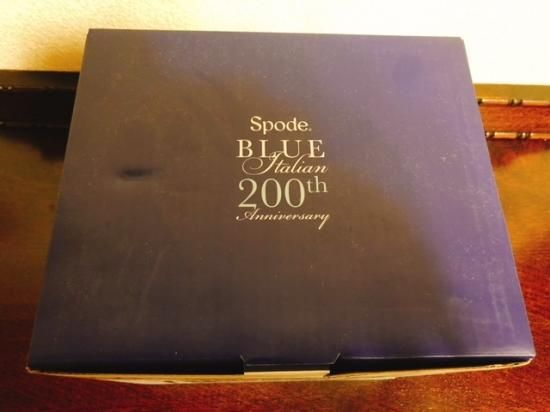 Spode®
BLUE
Italian
200th
Anniversary